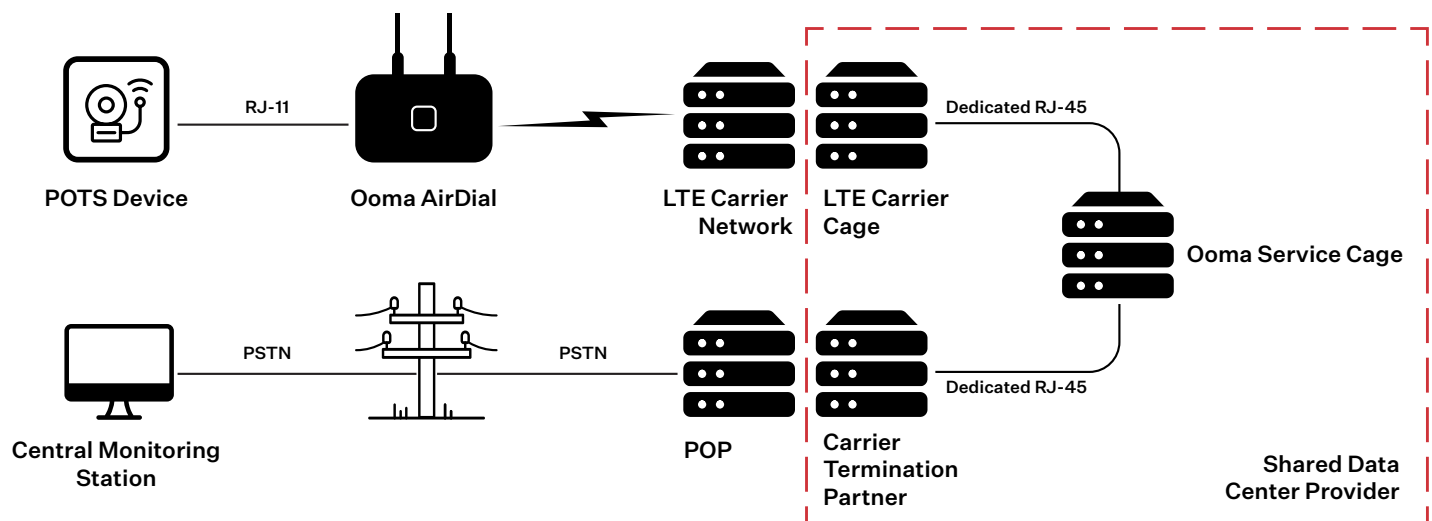 RJ-11
Dedicated RJ-45
POTS Device
Ooma AirDial
LTE Carrier
Network
LTE Carrier
Cage
Ooma Service Cage
PSTN
PSTN
Dedicated RJ-45
Central Monitoring
Station
POP
Carrier
Termination
Partner
Shared Data
Center Provider